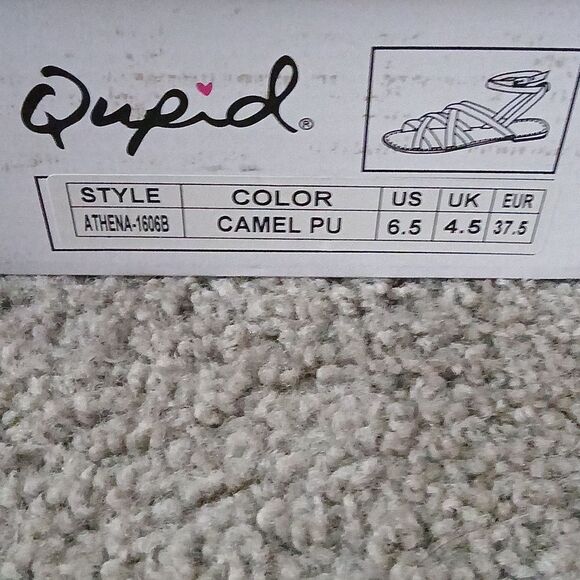 Qupid®
STYLE COLOR US UK EUR
ATHENA-1606B CAMEL PU 6.5 4.5 37.5